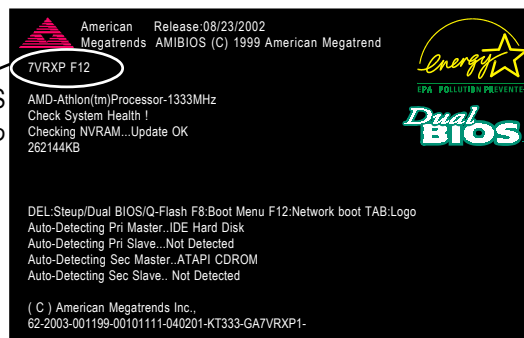 American Release:08/23/2002
Megatrends AMIBIOS (C) 1999 American Megatrend
energy
EPA POLLUTION PREVENTE
7VRXP F12
AMD-Athlon(tm)Processor-1333MHz
Check System Health !
Checking NVRAM...Update OK
262144KB
Dual
BIOS
DEL:Steup/Dual BIOS/Q-Flash F8:Boot Menu F12:Network boot TAB:Logo
Auto-Detecting Pri Master..IDE Hard Disk
Auto-Detecting Pri Slave...Not Detected
Auto-Detecting Sec Master..ATAPI CDROM
Auto-Detecting Sec Slave.. Not Detected
( C ) American Megatrends Inc.,
62-2003-001199-00101111-040201-KT333-GA7VRXP1-